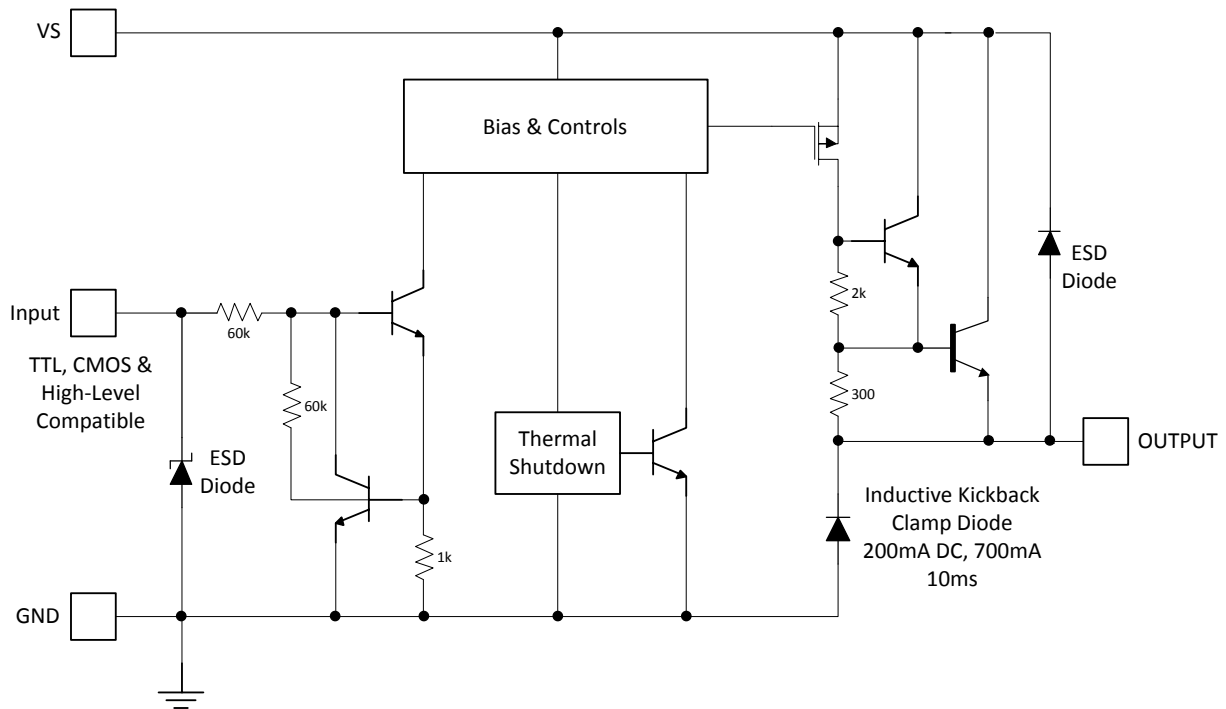 VS
Bias & Controls
ESD
Diode
2k
Input
60k
TTL, CMOS &
High-Level
Compatible
60k
300
Thermal
Shutdown
OUTPUT
ESD
Diode
Inductive Kickback
Clamp Diode
200mA DC, 700mA
10ms
1k
GND